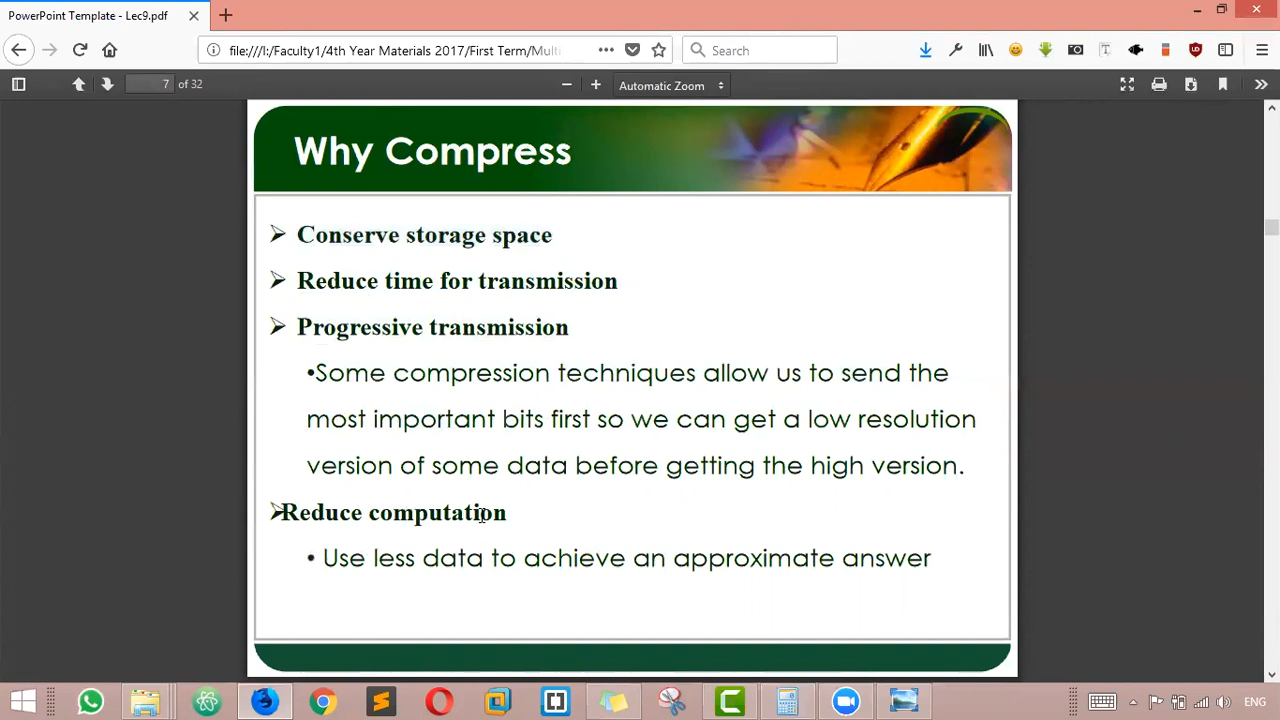 PowerPoint Template - Lec9.pdf
file:///I:/Faculty1/4th Year Materials 2017/First Term/Mult
Search
7 of 32
Automatic Zoom
Why Compress
➢ Conserve storage space
➢ Reduce time for transmission
➢ Progressive transmission
•Some compression techniques allow us to send the
most important bits first so we can get a low resolution
version of some data before getting the high version.
➢Reduce computation
• Use less data to achieve an approximate answer
ENG